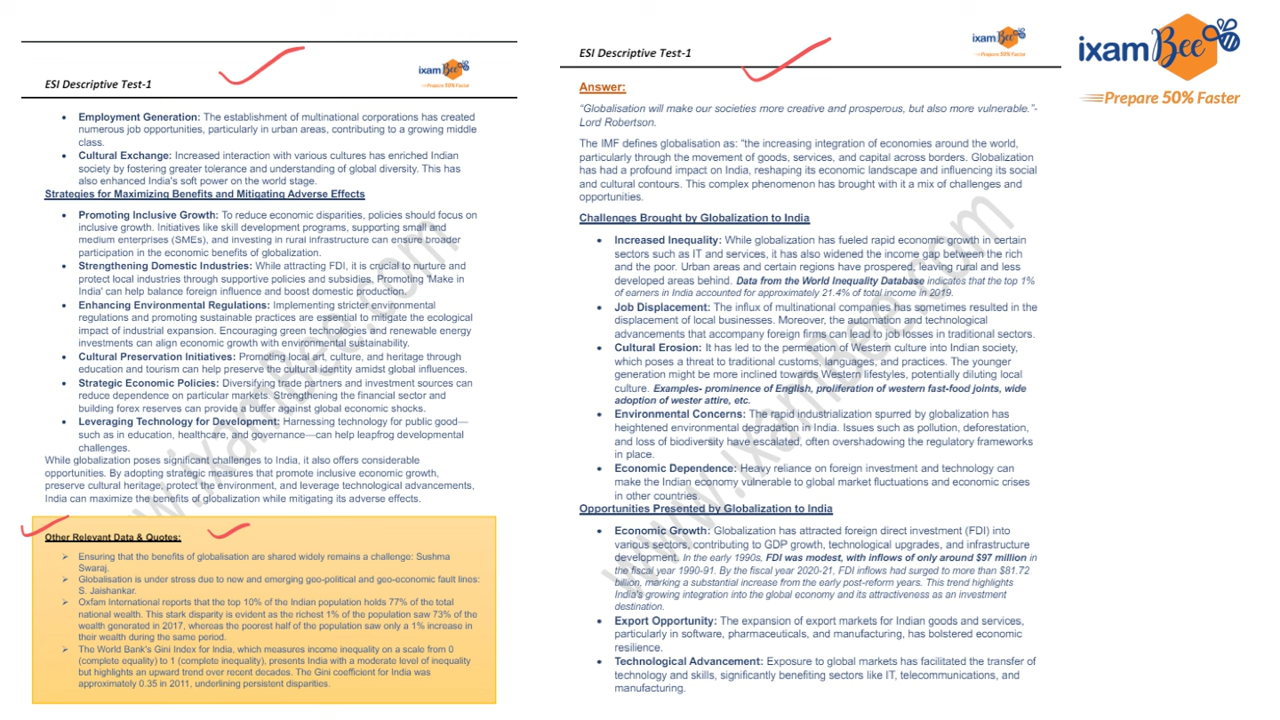 ESI Descriptive Test-1
ixamBee
Prepare 50% Faster
• Employment Generation: The establishment of multinational corporations has created
numerous job opportunities, particularly in urban areas, contributing to a growing middle
class.
• Cultural Exchange: Increased interaction with various cultures has enriched Indian
society by fostering greater tolerance and understanding of global diversity. This has
also enhanced India's soft power on the world stage.
Strategies for Maximizing Benefits and Mitigating Adverse Effects
• Promoting Inclusive Growth: To reduce economic disparities, policies should focus on
inclusive growth. Initiatives like skill development programs, supporting small and
medium enterprises (SMEs), and investing in rural infrastructure can ensure broader
participation in the economic benefits of globalization.
• Strengthening Domestic Industries: While attracting FDI, it is crucial to nurture and
protect local industries through supportive policies and subsidies. Promoting 'Make in
India' can help balance foreign influence and boost domestic production.
• Enhancing Environmental Regulations: Implementing stricter environmental
regulations and promoting sustainable practices are essential to mitigate the ecological
impact of industrial expansion. Encouraging green technologies and renewable energy
investments can align economic growth with environmental sustainability.
• Cultural Preservation Initiatives: Promoting local art, culture, and heritage through
education and tourism can help preserve the cultural identity amidst global influences.
• Strategic Economic Policies: Diversifying trade partners and investment sources can
reduce dependence on particular markets. Strengthening the financial sector and
building forex reserves can provide a buffer against global economic shocks.
• Leveraging Technology for Development: Harnessing technology for public good—
such as in education, healthcare, and governance—can help leapfrog developmental
challenges.
While globalization poses significant challenges to India, it also offers considerable
opportunities. By adopting strategic measures that promote inclusive economic growth,
preserve cultural heritage, protect the environment, and leverage technological advancements,
India can maximize the benefits of globalization while mitigating its adverse effects.
www.ixamBee.com
Other Relevant Data & Quotes:
➢ Ensuring that the benefits of globalisation are shared widely remains a challenge: Sushma
Swaraj.
➢ Globalisation is under stress due to new and emerging geo-political and geo-economic fault lines:
S. Jaishankar.
➢ Oxfam International reports that the top 10% of the Indian population holds 77% of the total
national wealth. This stark disparity is evident as the richest 1% of the population saw 73% of the
wealth generated in 2017, whereas the poorest half of the population saw only a 1% increase in
their wealth during the same period.
➢ The World Bank's Gini Index for India, which measures income inequality on a scale from 0
(complete equality) to 1 (complete inequality), presents India with a moderate level of inequality
but highlights an upward trend over recent decades. The Gini coefficient for India was
approximately 0.35 in 2011, underlining persistent disparities.
ESI Descriptive Test-1
ixamBee
Prepare 50% Faster
Answer:
“Globalisation will make our societies more creative and prosperous, but also more vulnerable.”-
Lord Robertson.
The IMF defines globalisation as: “the increasing integration of economies around the world,
particularly through the movement of goods, services, and capital across borders. Globalization
has had a profound impact on India, reshaping its economic landscape and influencing its social
and cultural contours. This complex phenomenon has brought with it a mix of challenges and
opportunities.
Challenges Brought by Globalization to India
• Increased Inequality: While globalization has fueled rapid economic growth in certain
sectors such as IT and services, it has also widened the income gap between the rich
and the poor. Urban areas and certain regions have prospered, leaving rural and less
developed areas behind. Data from the World Inequality Database indicates that the top 1%
of earners in India accounted for approximately 21.4% of total income in 2019.
• Job Displacement: The influx of multinational companies has sometimes resulted in the
displacement of local businesses. Moreover, the automation and technological
advancements that accompany foreign firms can lead to job losses in traditional sectors.
• Cultural Erosion: It has led to the permeation of Western culture into Indian society,
which poses a threat to traditional customs, languages, and practices. The younger
generation might be more inclined towards Western lifestyles, potentially diluting local
culture. Examples- prominence of English, proliferation of western fast-food joints, wide
adoption of wester attire, etc.
• Environmental Concerns: The rapid industrialization spurred by globalization has
heightened environmental degradation in India. Issues such as pollution, deforestation,
and loss of biodiversity have escalated, often overshadowing the regulatory frameworks
in place.
• Economic Dependence: Heavy reliance on foreign investment and technology can
make the Indian economy vulnerable to global market fluctuations and economic crises
in other countries.
Opportunities Presented by Globalization to India
• Economic Growth: Globalization has attracted foreign direct investment (FDI) into
various sectors, contributing to GDP growth, technological upgrades, and infrastructure
development. In the early 1990s, FDI was modest, with inflows of only around $97 million in
the fiscal year 1990-91. By the fiscal year 2020-21, FDI inflows had surged to more than $81.72
billion, marking a substantial increase from the early post-reform years. This trend highlights
India's growing integration into the global economy and its attractiveness as an investment
destination.
• Export Opportunity: The expansion of export markets for Indian goods and services,
particularly in software, pharmaceuticals, and manufacturing, has bolstered economic
resilience.
• Technological Advancement: Exposure to global markets has facilitated the transfer of
technology and skills, significantly benefiting sectors like IT, telecommunications, and
manufacturing.
www.ixamBee.com
ixamBee
Prepare 50% Faster